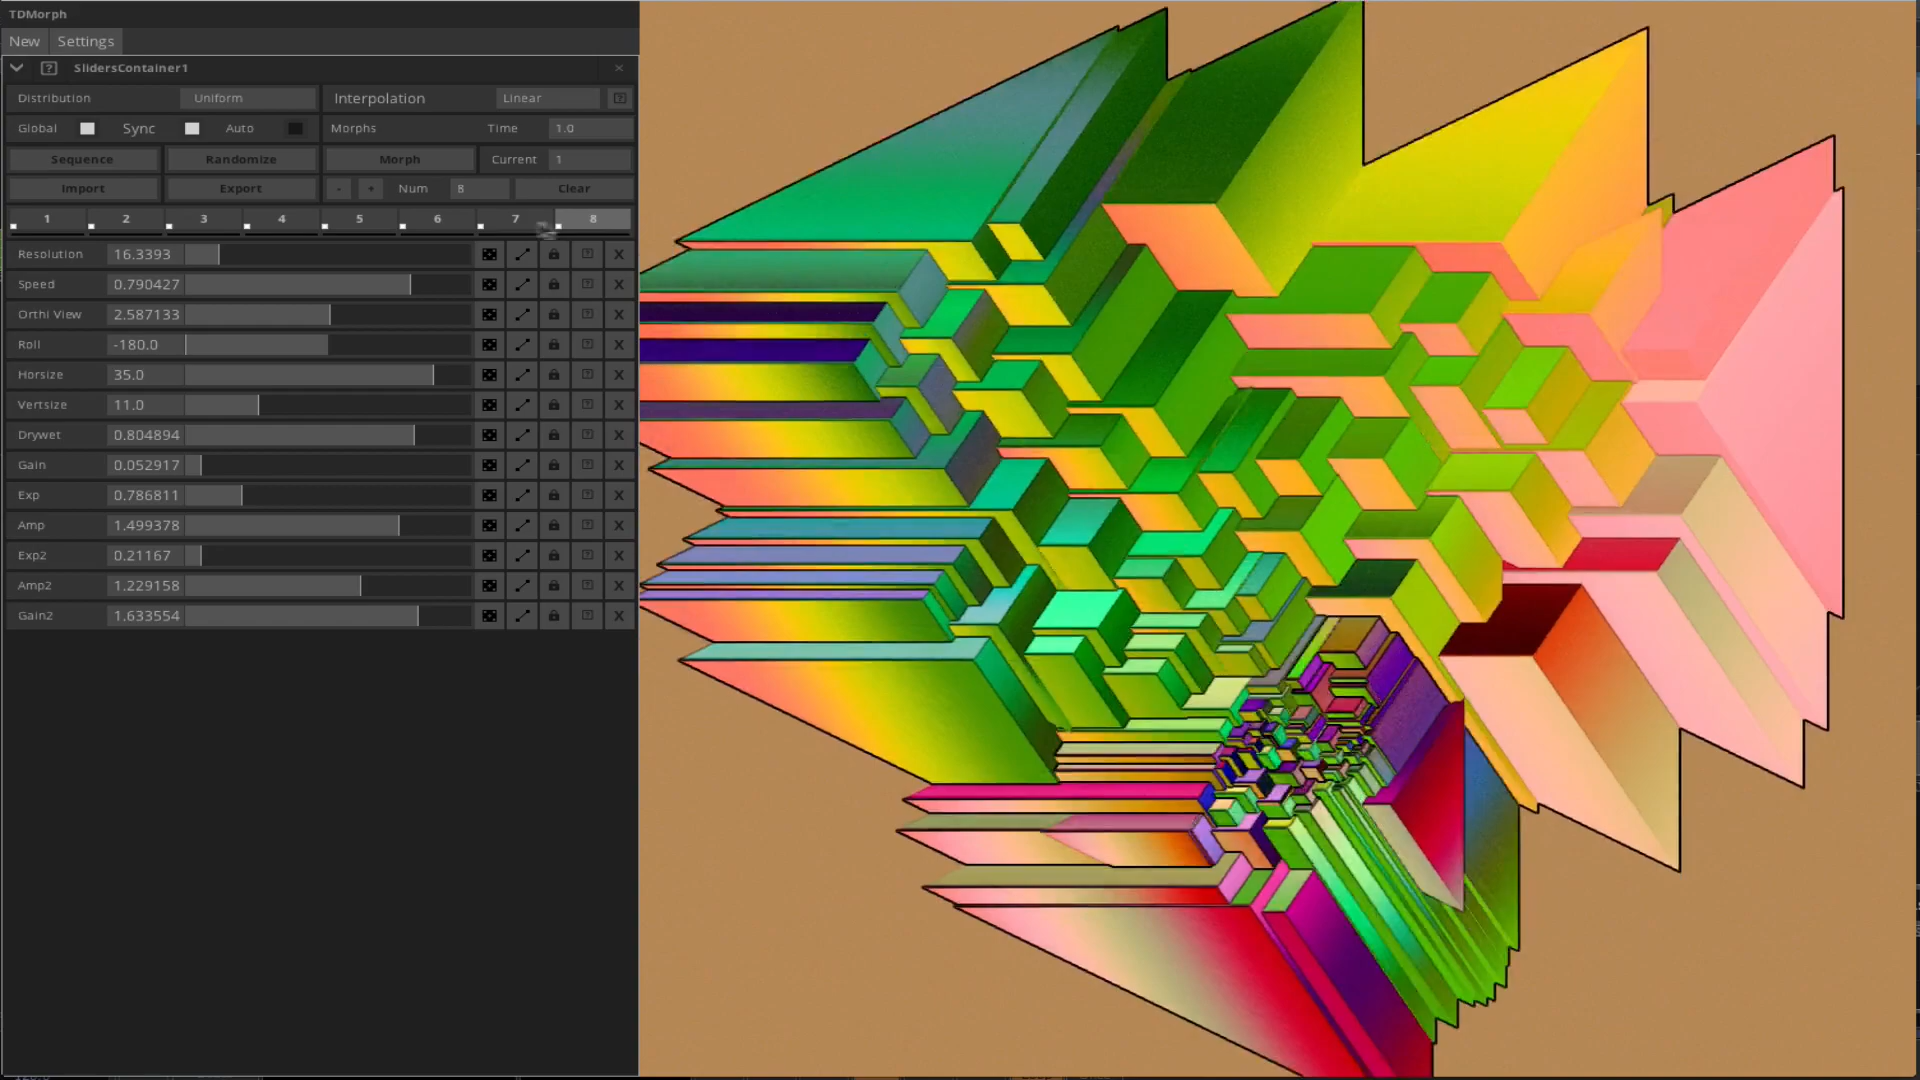 TDMorph
New Settings
SlidersContainer1
Distribution Uniform Interpolation Linear
Global Sync Auto Morphs Time 1.0
Sequence Randomize Morph Current 1
Import Export - + Num 8 Clear
1 2 3 4 5 6 7 8
Resolution 16.3393 X
Speed 0.790427 X
Orthi View 2.587133 X
Roll -180.0 X
Horsize 35.0 X
Vertsize 11.0 X
Drywet 0.804894 X
Gain 0.052917 X
Exp 0.786811 X
Amp 1.499378 X
Exp2 0.21167 X
Amp2 1.229158 X
Gain2 1.633554 X